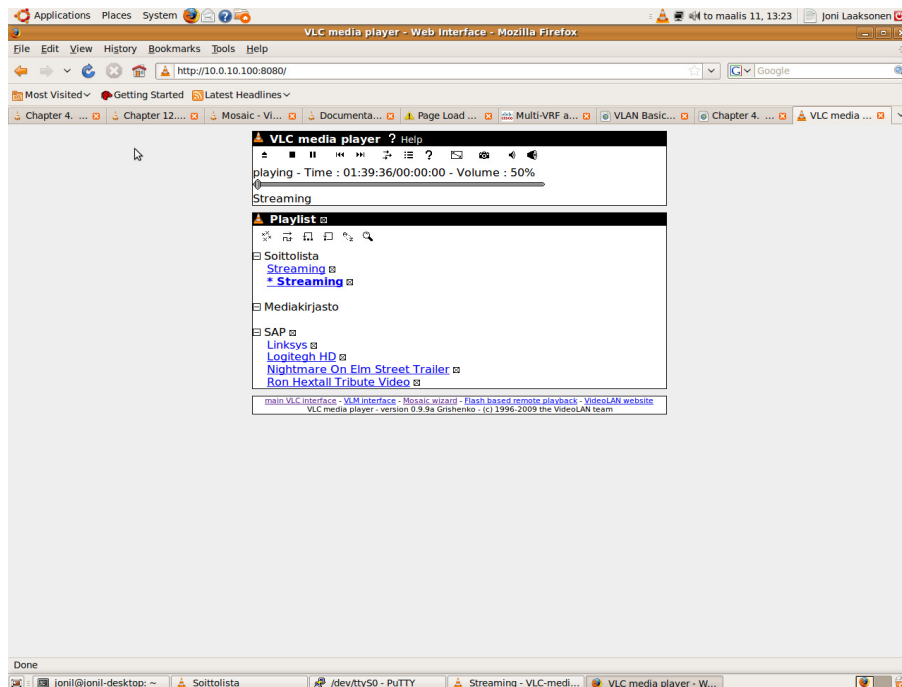 Applications Places System to maalis 11, 13:23 Joni Laaksonen
VLC media player - Web Interface - Mozilla Firefox
File Edit View History Bookmarks Tools Help
http://10.0.10.100:8080/ Google
Most Visited Getting Started Latest Headlines
Chapter 4. ... Chapter 12.... Mosaic - Vi... Documenta... Page Load ... Multi-VRF a... VLAN Basic... Chapter 4. ... VLC media ...
VLC media player ? Help
playing - Time : 01:39:36/00:00:00 - Volume : 50%
Streaming
Playlist
Soittolista
Streaming
* Streaming
Mediakirjasto
SAP
Linksys
Logitegh HD
Nightmare On Elm Street Trailer
Ron Hextall Tribute Video
main VLC interface - VLM interface - Mosaic wizard - Flash based remote playback - VideoLAN website
VLC media player - version 0.9.9a Grishenko - (c) 1996-2009 the VideoLAN team
Done
jonil@jonil-desktop: ~ Soittolista /dev/ttyS0 - PuTTY Streaming - VLC-medi... VLC media player - W...